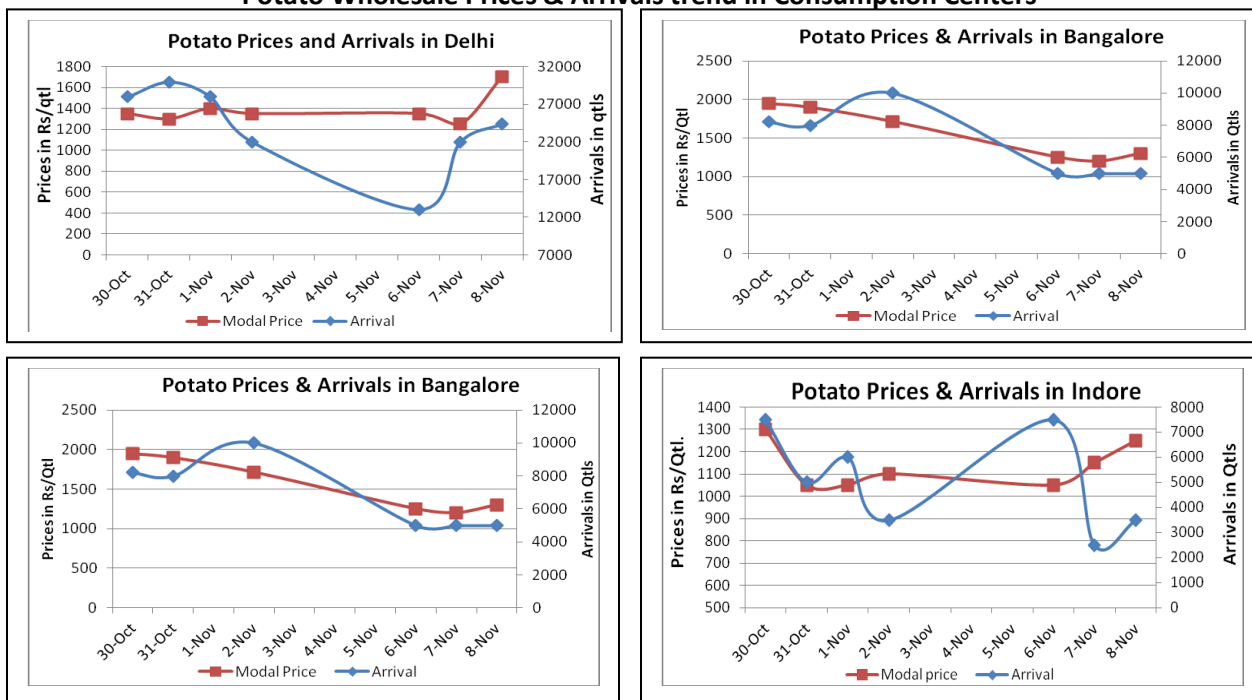 Potato Wholesale Prices & Arrivals trend in Consumption Centers
Potato Prices and Arrivals in Delhi
Prices in Rs/qtl
1800
1600
1400
1200
1000
800
600
400
200
0
32000
27000
22000
17000
12000
7000
Arrivals in qtls
30-Oct 31-Oct 1-Nov 2-Nov 3-Nov 4-Nov 5-Nov 6-Nov 7-Nov 8-Nov
Modal Price Arrival
Potato Prices & Arrivals in Bangalore
Prices in Rs/Qtl
2500
2000
1500
1000
500
0
12000
10000
8000
6000
4000
2000
0
Arrivals in Qtls
30-Oct 31-Oct 1-Nov 2-Nov 3-Nov 4-Nov 5-Nov 6-Nov 7-Nov 8-Nov
Modal Price Arrival
Potato Prices & Arrivals in Bangalore
Prices in Rs/Qtl
2500
2000
1500
1000
500
0
12000
10000
8000
6000
4000
2000
0
Arrivals in Qtls
30-Oct 31-Oct 1-Nov 2-Nov 3-Nov 4-Nov 5-Nov 6-Nov 7-Nov 8-Nov
Modal Price Arrival
Potato Prices & Arrivals in Indore
Prices in Rs/Qtl.
1400
1300
1200
1100
1000
900
800
700
600
500
8000
7000
6000
5000
4000
3000
2000
1000
0
Arrivals in Qtls
30-Oct 31-Oct 1-Nov 2-Nov 3-Nov 4-Nov 5-Nov 6-Nov 7-Nov 8-Nov
Modal price Arrival